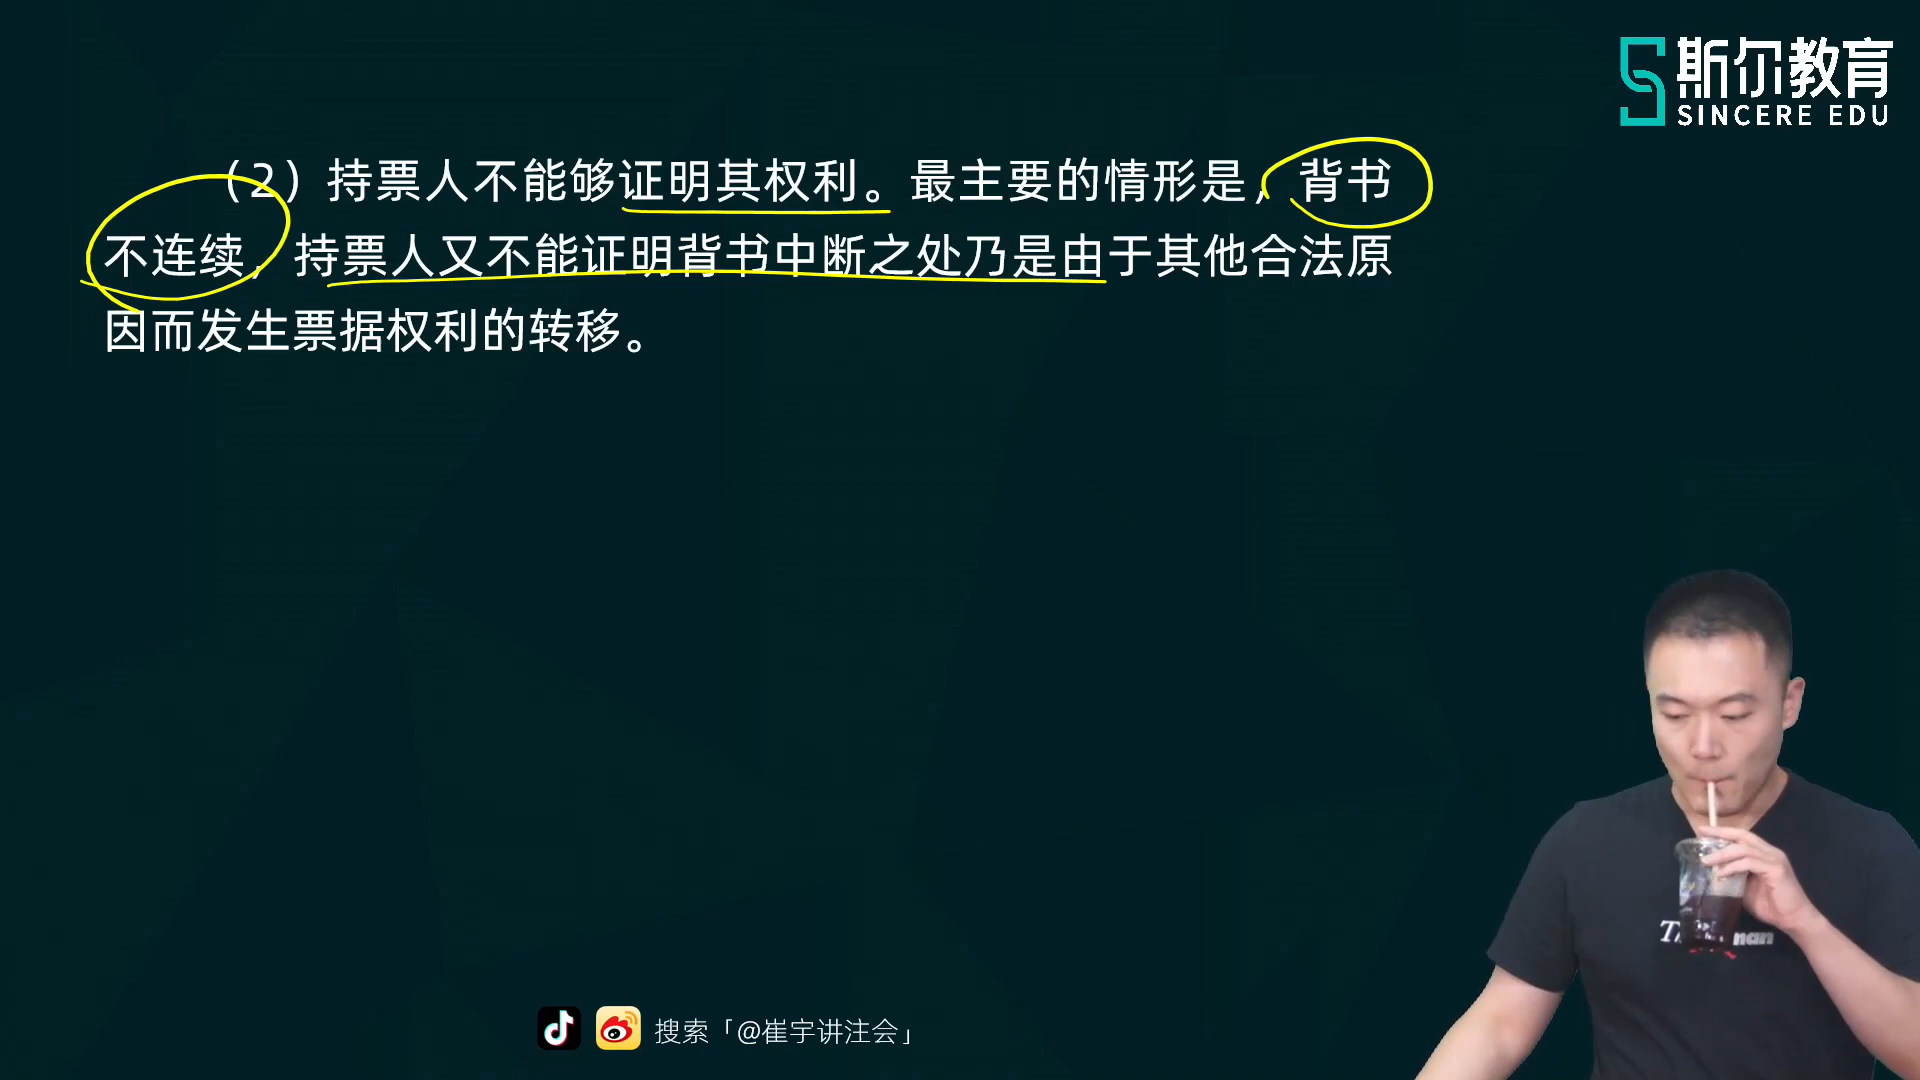 斯尔教育
SINCERE EDU
（2）持票人不能够证明其权利。最主要的情形是，背书
不连续，持票人又不能证明背书中断之处乃是由于其他合法原
因而发生票据权利的转移。
搜索「@崔宇讲注会」